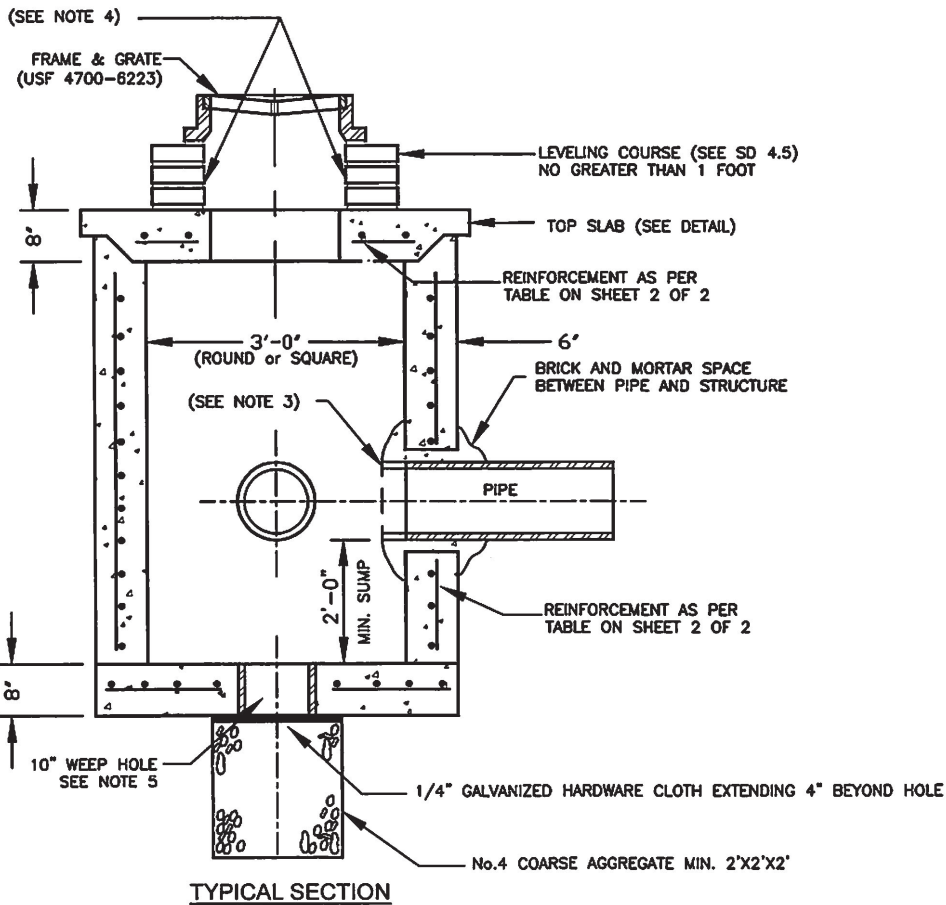 (SEE NOTE 4)
FRAME & GRATE
(USF 4700-6223)
LEVELING COURSE (SEE SD 4.5)
NO GREATER THAN 1 FOOT
8"
TOP SLAB (SEE DETAIL)
REINFORCEMENT AS PER
TABLE ON SHEET 2 OF 2
3'-0"
(ROUND or SQUARE)
6"
BRICK AND MORTAR SPACE
BETWEEN PIPE AND STRUCTURE
(SEE NOTE 3)
PIPE
2'-0"
MIN. SUMP
REINFORCEMENT AS PER
TABLE ON SHEET 2 OF 2
8"
10" WEEP HOLE
SEE NOTE 5
1/4" GALVANIZED HARDWARE CLOTH EXTENDING 4" BEYOND HOLE
No.4 COARSE AGGREGATE MIN. 2'X2'X2'
TYPICAL SECTION